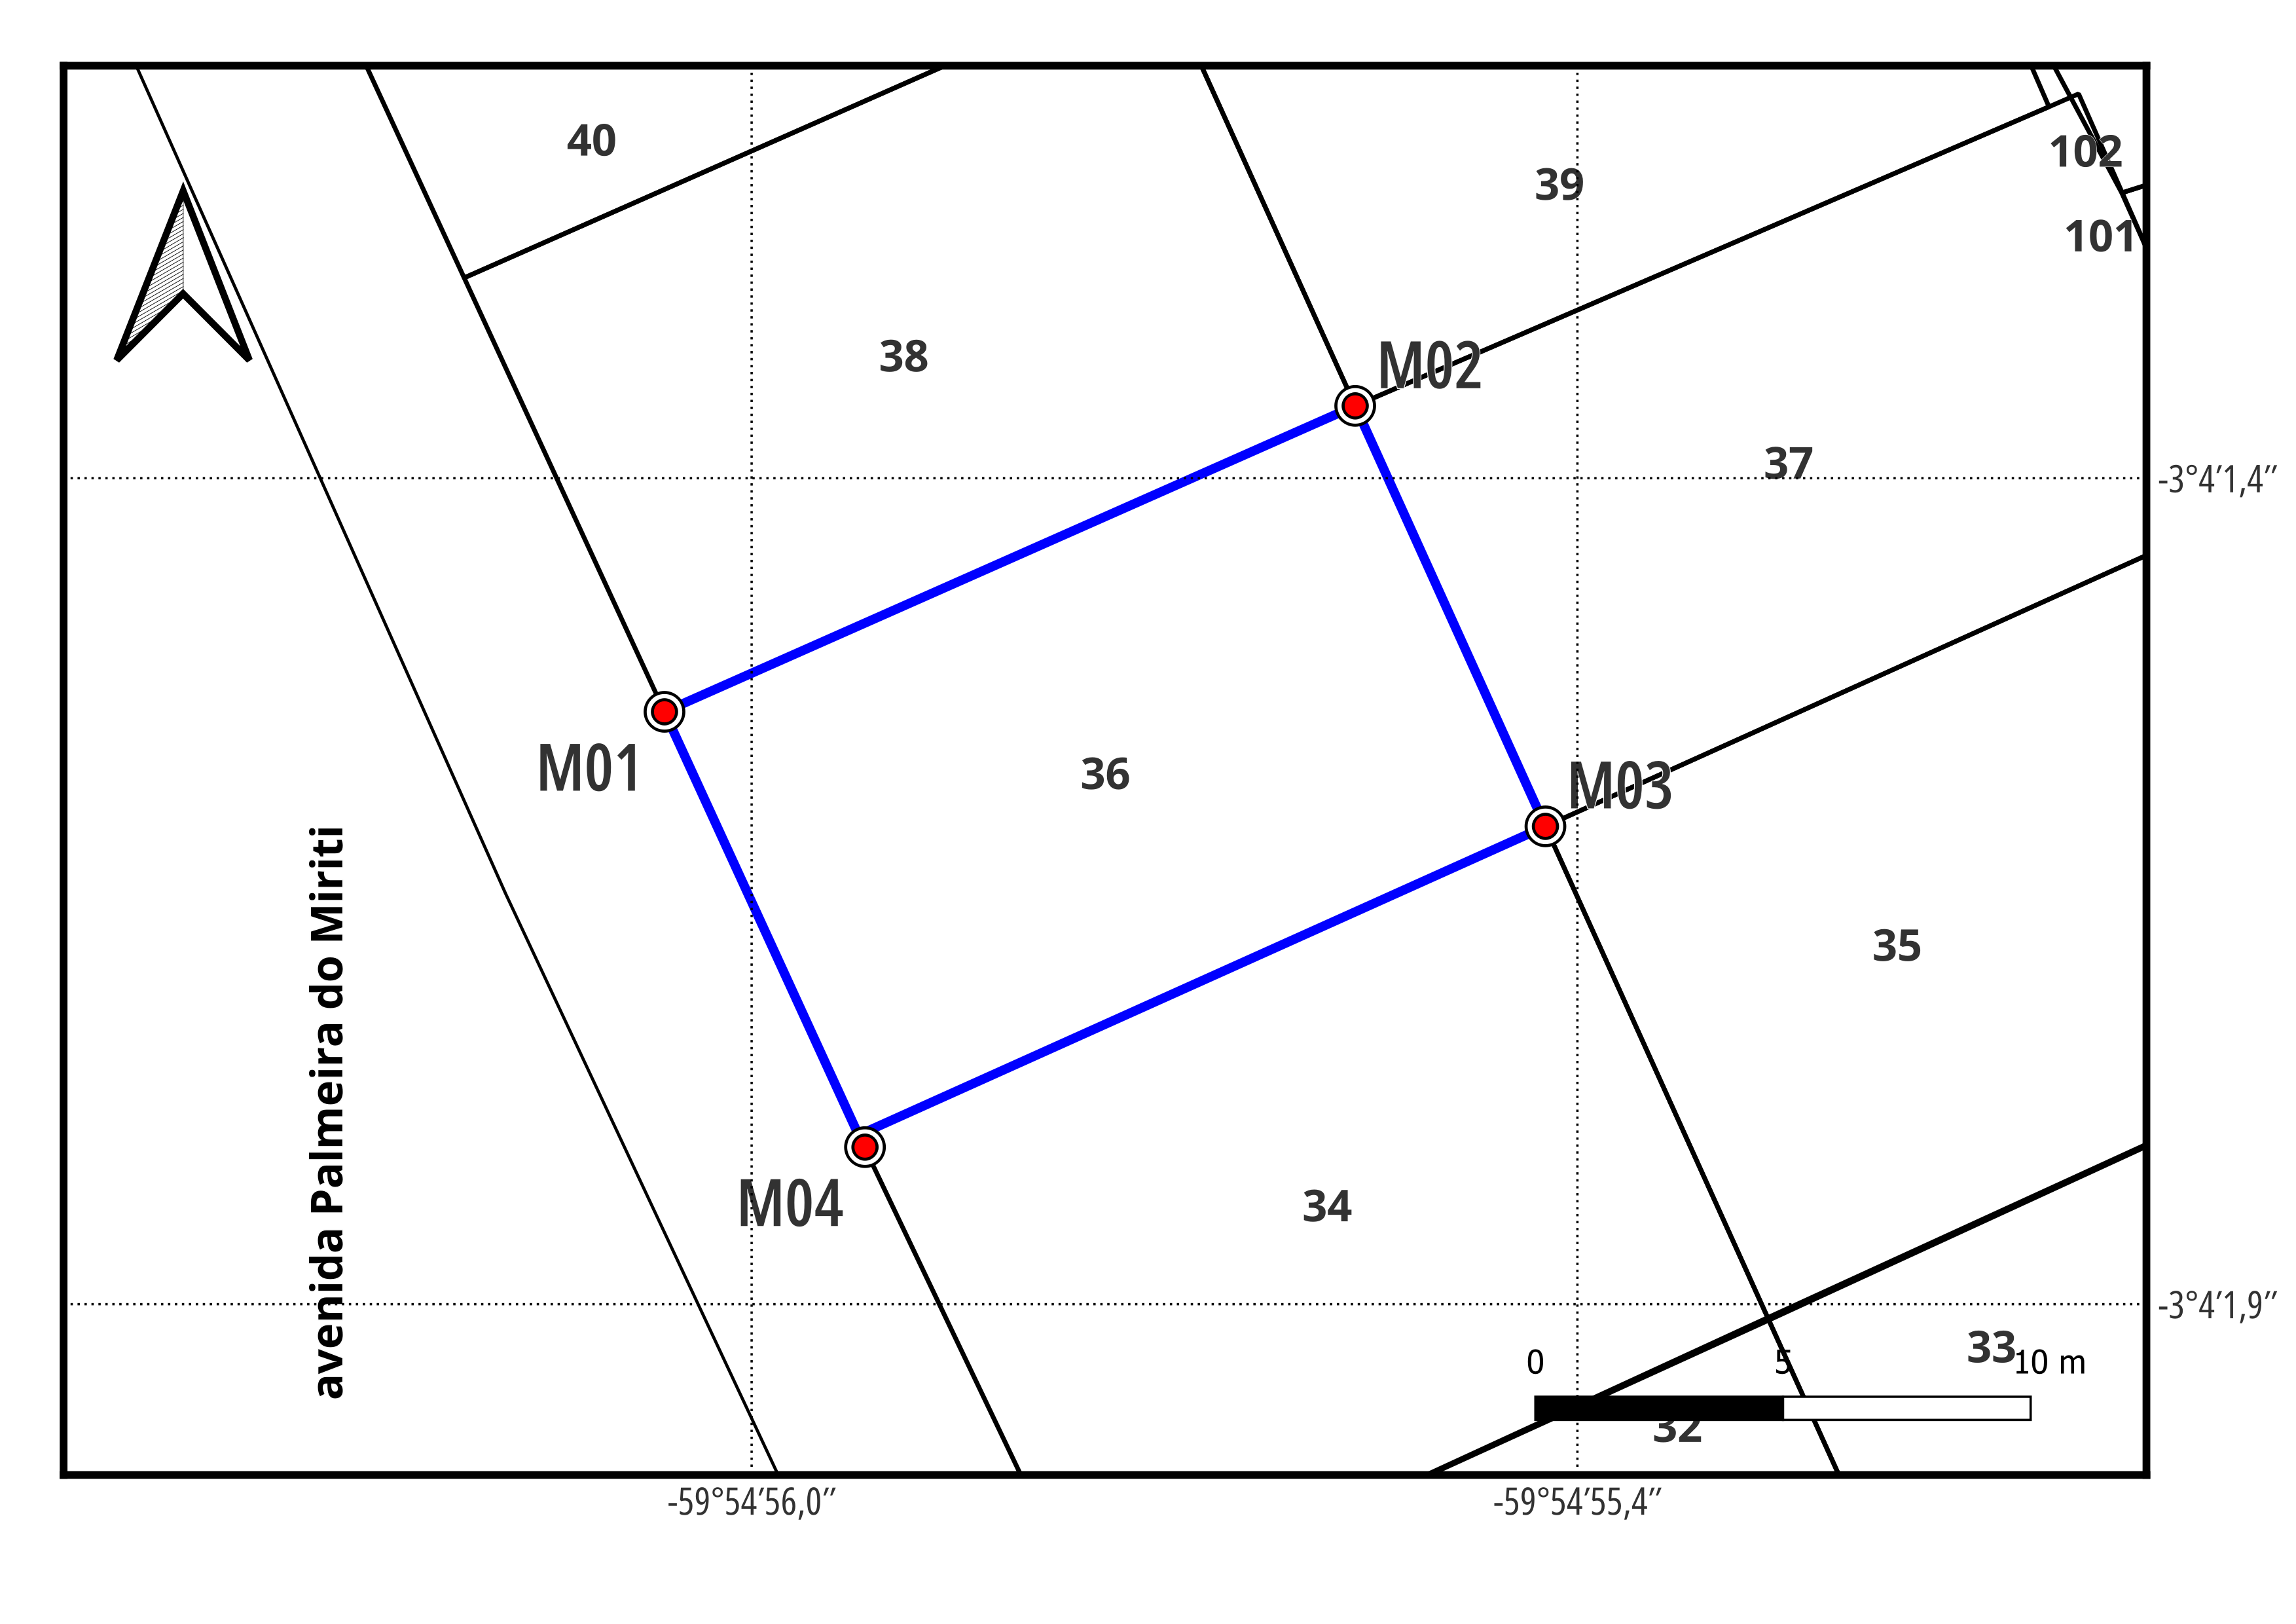 40
39
102
101
38
M02
37
-3°4′1,4″
M01
36
M03
avenida Palmeira do Miriti
35
M04
34
-3°4′1,9″
33
0 5 10 m
32
-59°54′56,0″
-59°54′55,4″